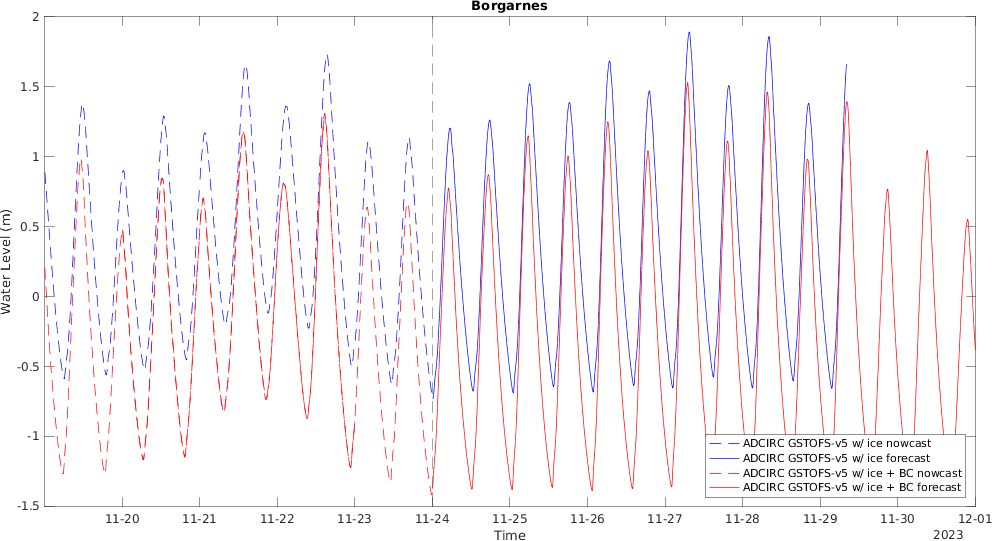 Borgarnes
2
1.5
1
0.5
0
-0.5
-1
-1.5
Water Level (m)
11-20 11-21 11-22 11-23 11-24 11-25 11-26 11-27 11-28 11-29 11-30 12-01
Time
2023
ADCIRC GSTOFS-v5 w/ ice nowcast
ADCIRC GSTOFS-v5 w/ ice forecast
ADCIRC GSTOFS-v5 w/ ice + BC nowcast
ADCIRC GSTOFS-v5 w/ ice + BC forecast